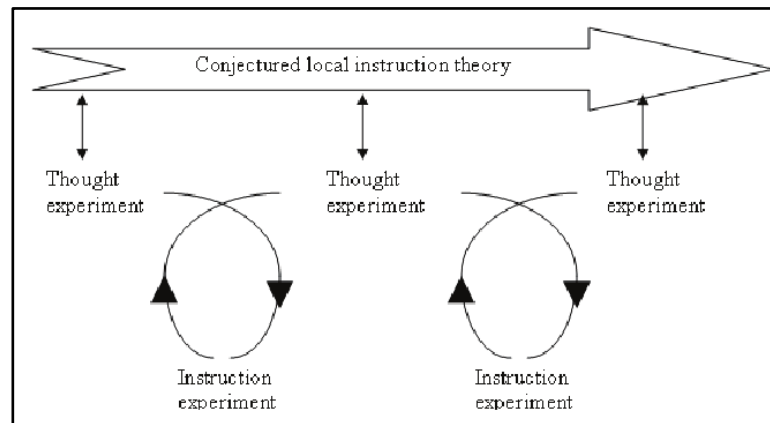 Conjectured local instruction theory
Thought
experiment
Thought
experiment
Thought
experiment
Instruction
experiment
Instruction
experiment